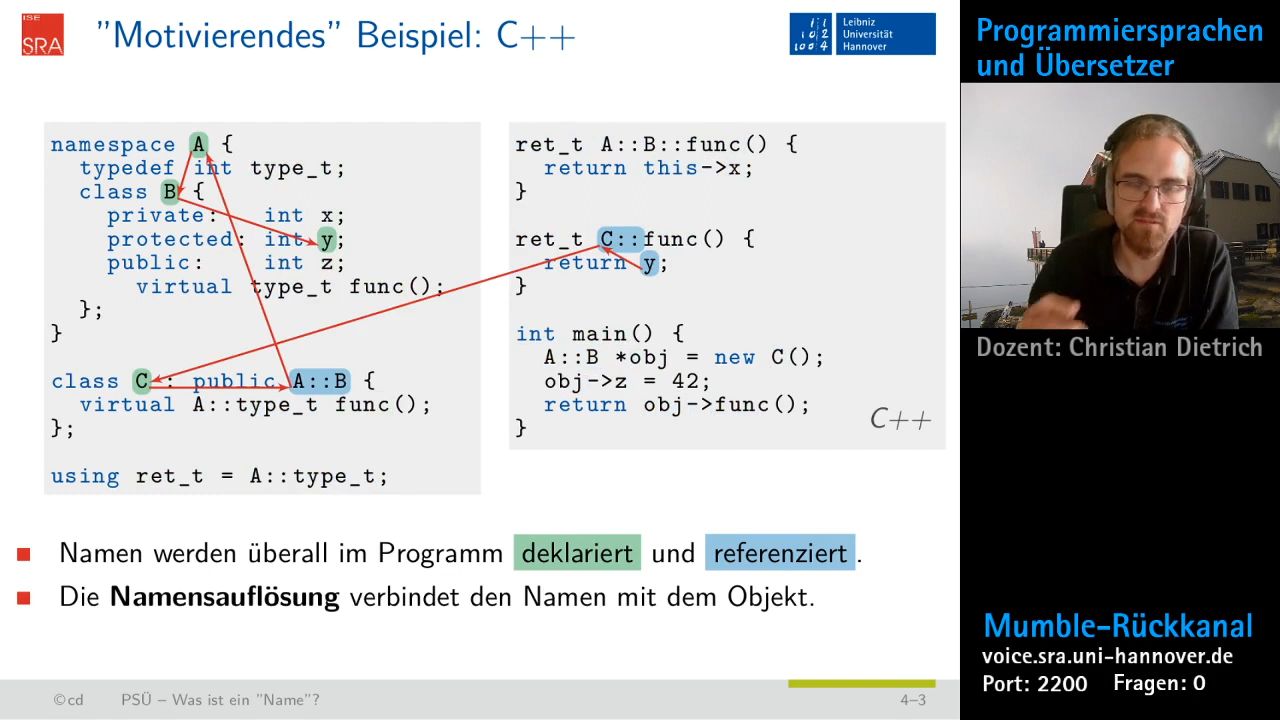 ISE
SRA
"Motivierendes" Beispiel: C++
Leibniz
Universität
Hannover
namespace A {
typedef int type_t;
class B {
private: int x;
protected: int y;
public: int z;
virtual type_t func();
};
}
class C : public A::B {
virtual A::type_t func();
};
using ret_t = A::type_t;
ret_t A::B::func() {
return this->x;
}
ret_t C::func() {
return y;
}
int main() {
A::B *obj = new C();
obj->z = 42;
return obj->func();
}
C++
Namen werden überall im Programm deklariert und referenziert.
Die Namensauflösung verbindet den Namen mit dem Objekt.
©cd PSÜ – Was ist ein "Name"? 4–3
Programmiersprachen
und Übersetzer
Dozent: Christian Dietrich
Mumble-Rückkanal
voice.sra.uni-hannover.de
Port: 2200 Fragen: 0